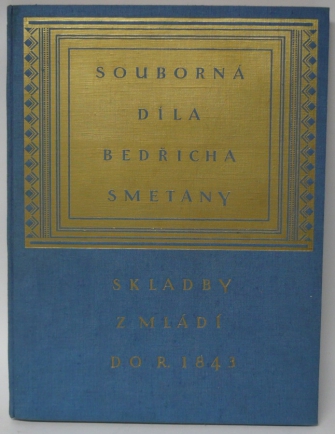 SOUBORNÁ
DÍLA
BEDŘICHA
SMETANY
SKLADBY
Z MLÁDÍ
DO R. 1843